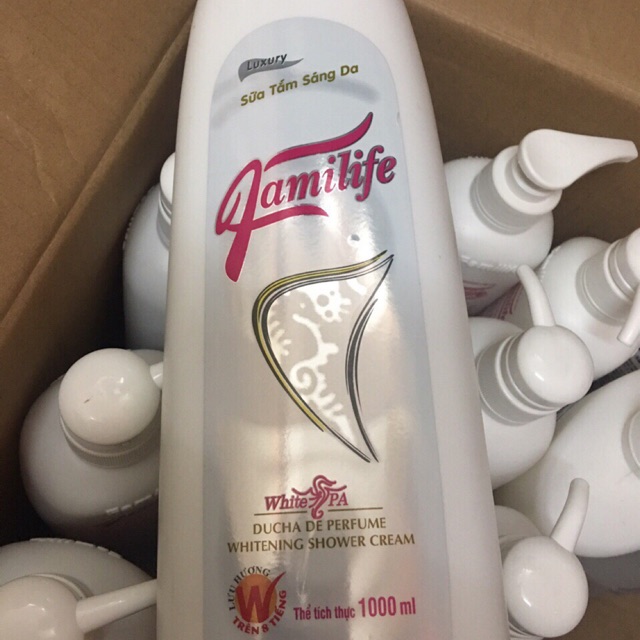 Luxury
Sữa Tắm Sáng Da
Familife
White SPA
DUCHA DE PERFUME
WHITENING SHOWER CREAM
LƯU HƯƠNG
W
TRÊN 8 TIẾNG
Thể tích thực 1000 ml